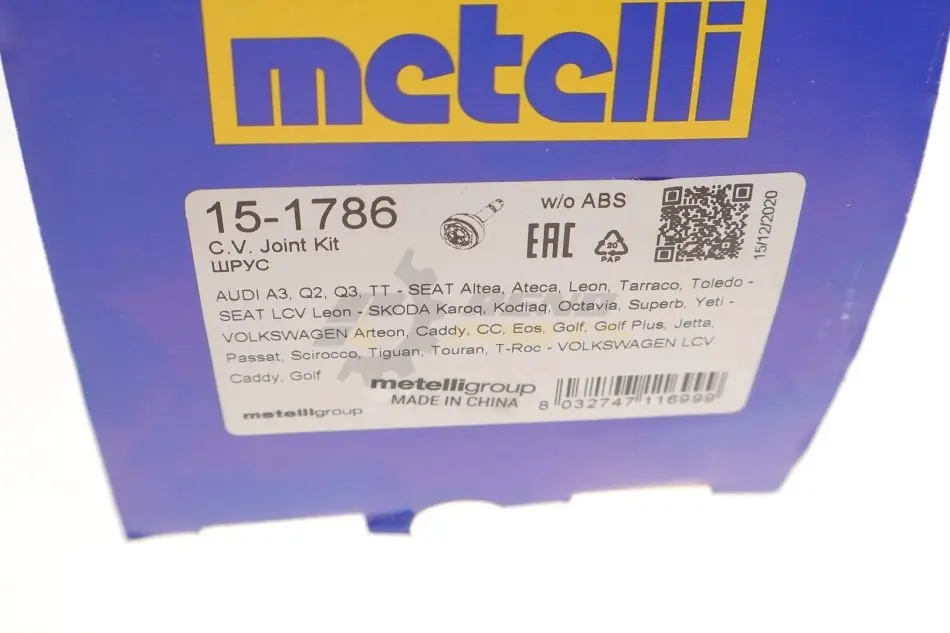 metelli
15-1786
C.V. Joint Kit
ШРУС
w/o ABS
EAC
20
PAP
15/12/2020
AUDI A3, Q2, Q3, TT - SEAT Altea, Ateca, Leon, Tarraco, Toledo -
SEAT LCV Leon - SKODA Karoq, Kodiaq, Octavia, Superb, Yeti -
VOLKSWAGEN Arteon, Caddy, CC, Eos, Golf, Golf Plus, Jetta,
Passat, Scirocco, Tiguan, Touran, T-Roc - VOLKSWAGEN LCV
Caddy, Golf
metelligroup
metelligroup
MADE IN CHINA
8 032747 116999